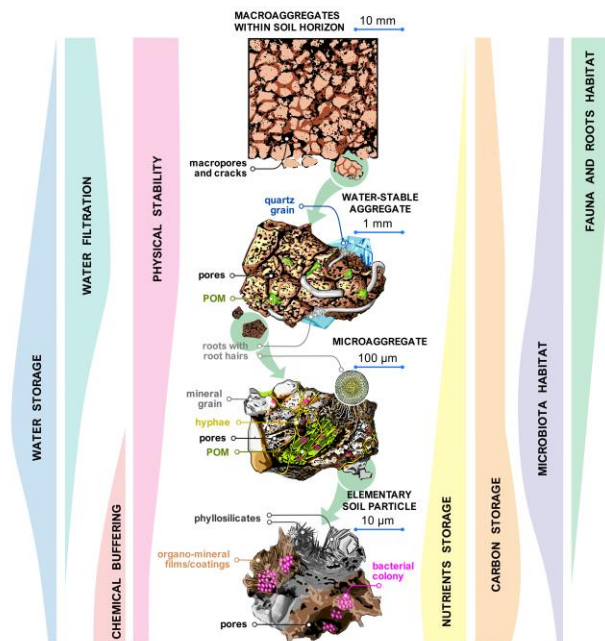 MACROAGGREGATES
WITHIN SOIL HORIZON
10 mm
macropores
and cracks
WATER-STABLE
AGGREGATE
quartz
grain
1 mm
pores
POM
roots with
root hairs
MICROAGGREGATE
100 µm
mineral
grain
hyphae
pores
POM
ELEMENTARY
SOIL PARTICLE
10 µm
phyllosilicates
organo-mineral
films/coatings
bacterial
colony
pores
WATER STORAGE
WATER FILTRATION
CHEMICAL BUFFERING
PHYSICAL STABILITY
NUTRIENTS STORAGE
CARBON STORAGE
MICROBIOTA HABITAT
FAUNA AND ROOTS HABITAT